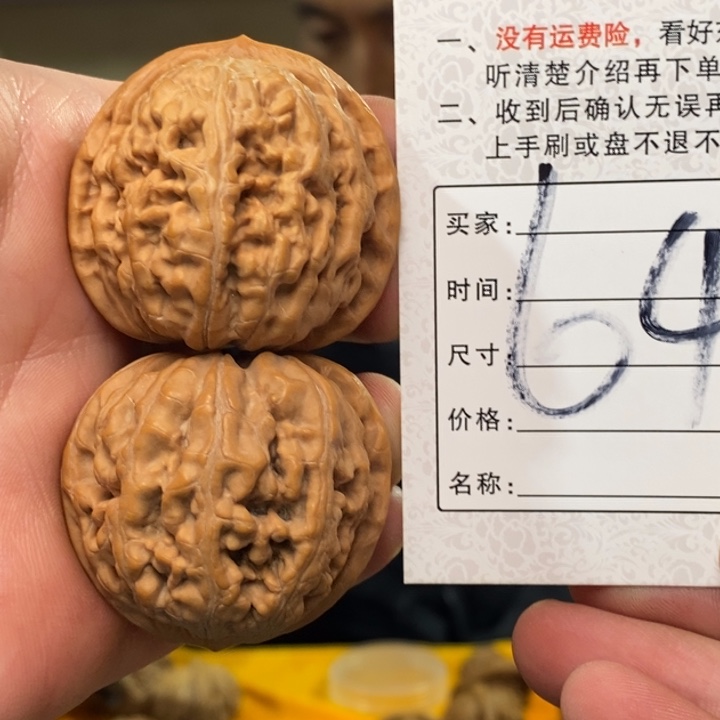 一、没有运费险，看好
听清楚介绍再下单
二、收到后确认无误再
上手刷或盘不退不
买家：
时间：
尺寸：
价格：
名称：
64